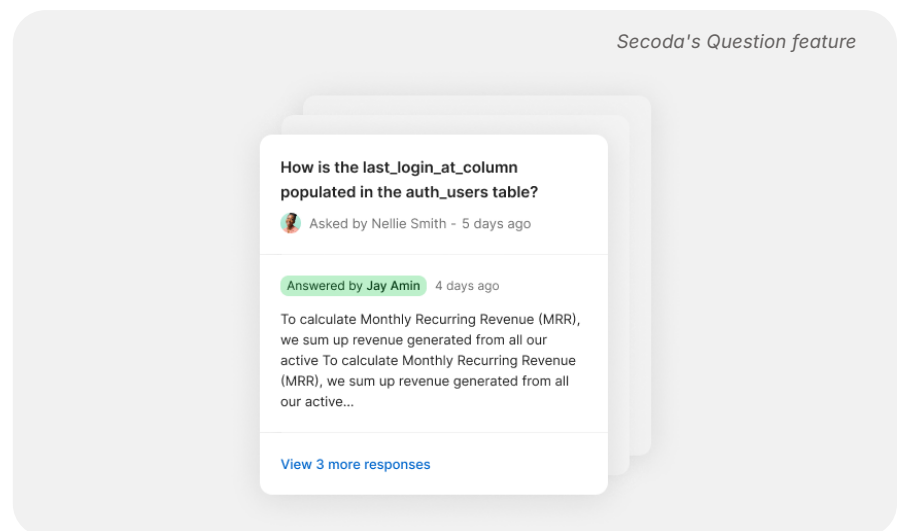 Secoda's Question feature
How is the last_login_at_column
populated in the auth_users table?
Asked by Nellie Smith - 5 days ago
Answered by Jay Amin 4 days ago
To calculate Monthly Recurring Revenue (MRR),
we sum up revenue generated from all our
active To calculate Monthly Recurring Revenue
(MRR), we sum up revenue generated from all
our active...
View 3 more responses